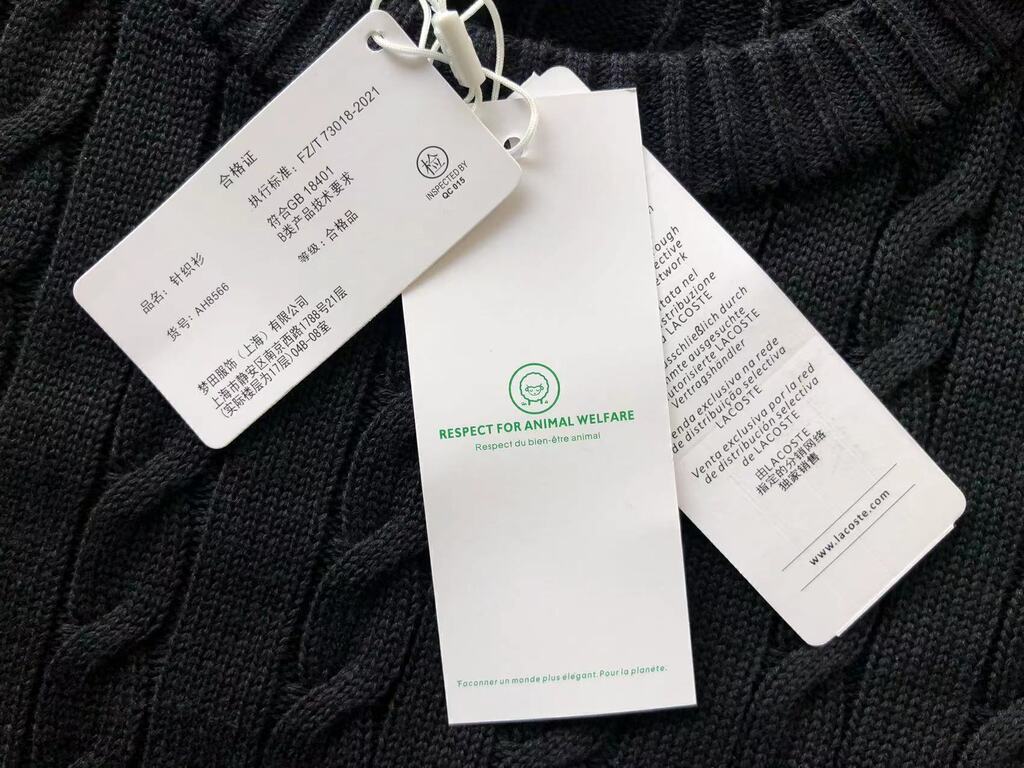 合格证
执行标准：FZ/T 73018-2021
符合GB 18401
B类产品技术要求
等级：合格品
检
INSPECTED BY
QC 015
品名：针织衫
货号：AH8566
梦田服饰（上海）有限公司
上海市静安区南京西路1788号21层
(实际楼层为17层)04B-08室
RESPECT FOR ANIMAL WELFARE
Respect du bien-être animal
"Faconner un monde plus élégant. Pour la planète.
LACOSTE
schließlich durch
ausgesuchte
LACOSTE
Vertragshändler
exclusiva na rede
de distribuição selectiva
LACOSTE
Venta exclusiva por la red
de distribución selectiva
de LACOSTE
由LACOSTE
指定的分销网络
独家销售
www.lacoste.com